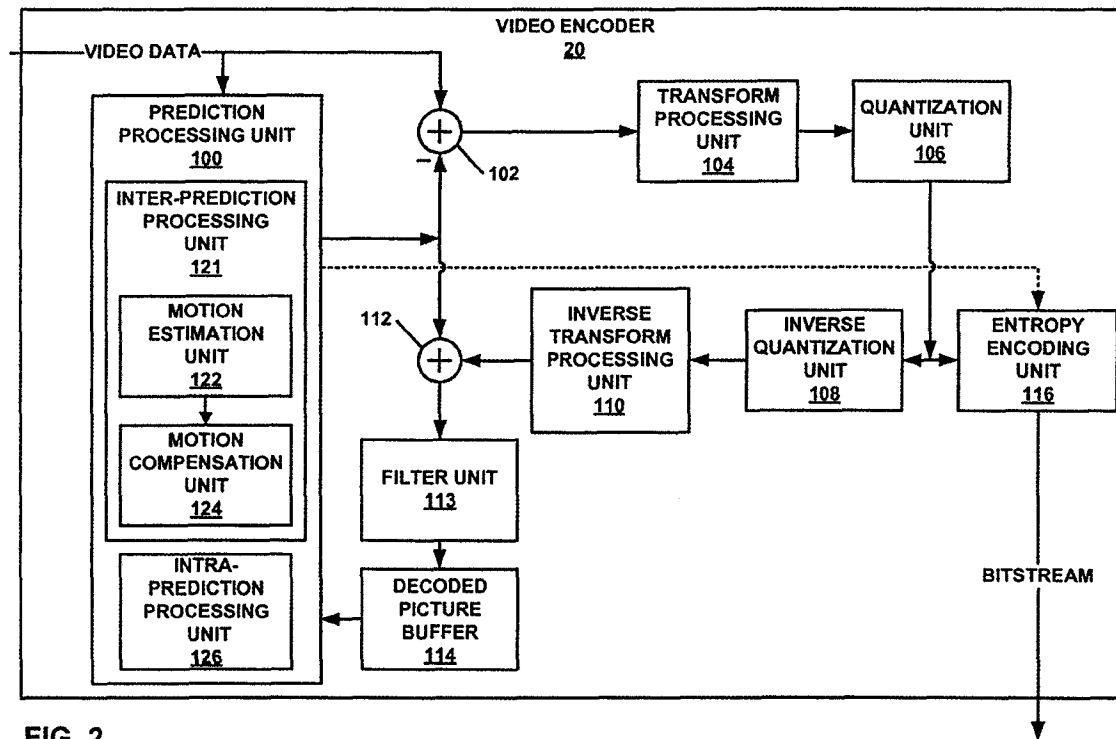 VIDEO ENCODER
20
VIDEO DATA
PREDICTION
PROCESSING UNIT
100
INTER-PREDICTION
PROCESSING
UNIT
121
MOTION
ESTIMATION
UNIT
122
MOTION
COMPENSATION
UNIT
124
INTRA-
PREDICTION
PROCESSING
UNIT
126
+
–
102
TRANSFORM
PROCESSING
UNIT
104
QUANTIZATION
UNIT
106
112
+
INVERSE
TRANSFORM
PROCESSING
UNIT
110
INVERSE
QUANTIZATION
UNIT
108
ENTROPY
ENCODING
UNIT
116
FILTER UNIT
113
DECODED
PICTURE
BUFFER
114
BITSTREAM
FIG. 2